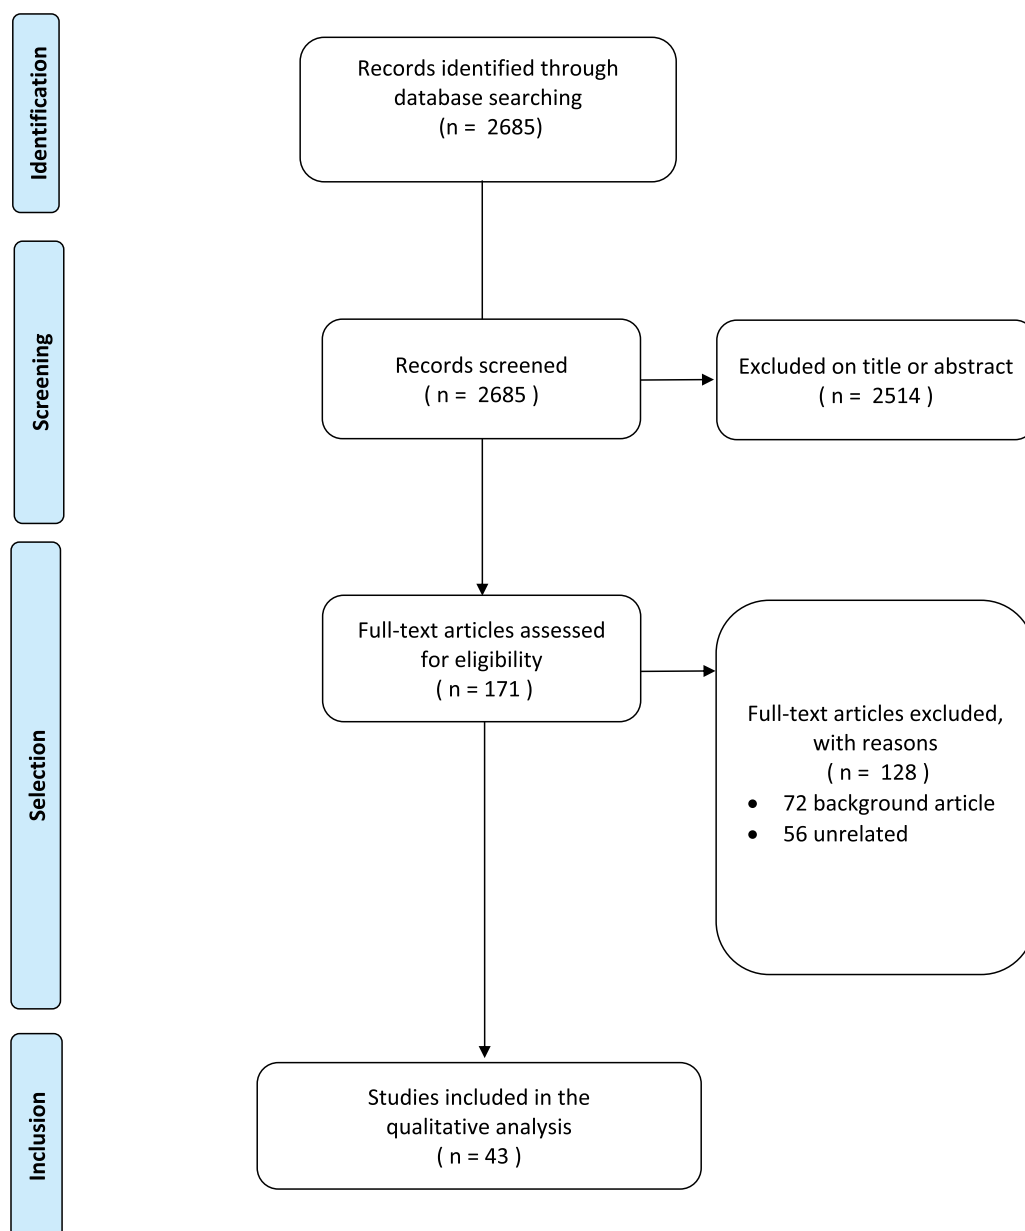 Identification
Records identified through
database searching
(n =  2685)
Screening
Records screened
( n =  2685 )
Excluded on title or abstract
( n =  2514 )
Selection
Full-text articles assessed
for eligibility
( n = 171 )
Full-text articles excluded,
with reasons
( n =  128 )
• 72 background article
• 56 unrelated
Inclusion
Studies included in the
qualitative analysis
( n = 43 )